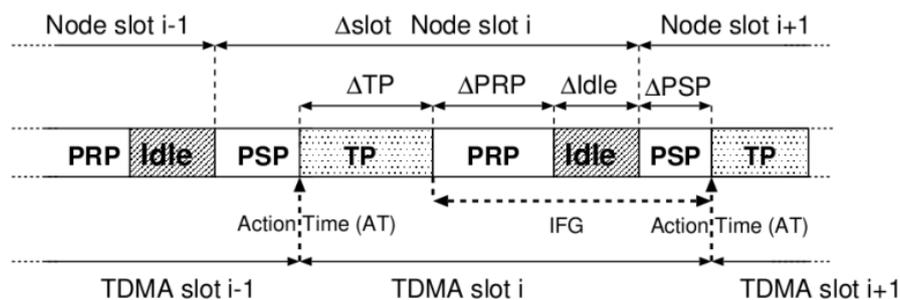 Node slot i-1
Δslot Node slot i
Node slot i+1
ΔTP
ΔPRP
ΔIdle
ΔPSP
PRP
Idle
PSP
TP
PRP
Idle
PSP
TP
Action Time (AT)
IFG
Action Time (AT)
TDMA slot i-1
TDMA slot i
TDMA slot i+1